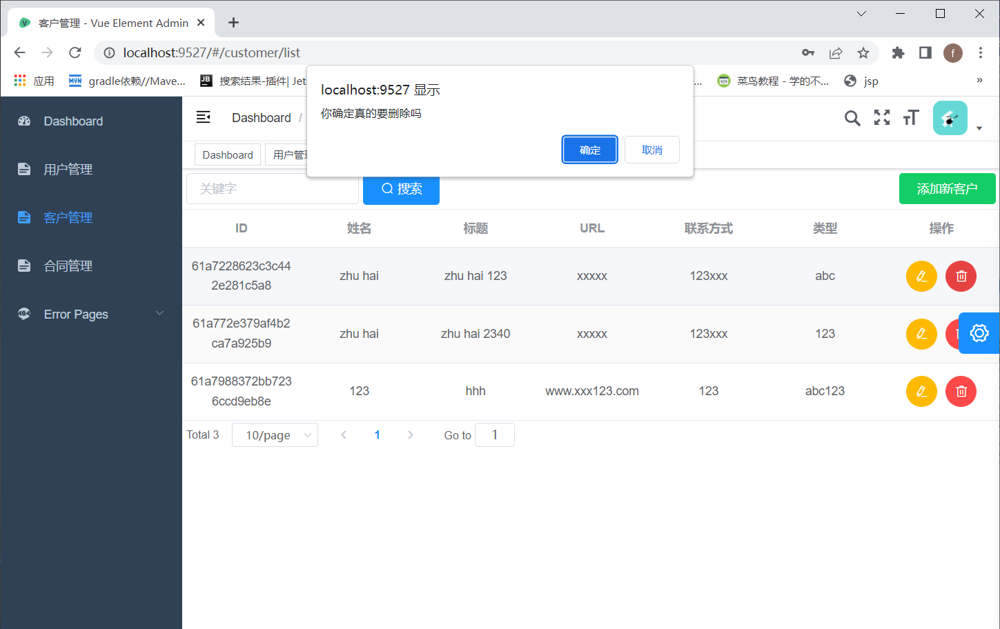 客户管理 - Vue Element Admin
localhost:9527/#/customer/list
f
应用
gradle依赖//Mave...
搜索结果-插件| Jet
...
菜鸟教程 - 学的不...
jsp
»
localhost:9527 显示
你确定真的要删除吗
确定
取消
Dashboard
用户管理
客户管理
合同管理
Error Pages
Dashboard /
Dashboard
用户管
关键字
搜索
添加新客户
ID 姓名 标题 URL 联系方式 类型 操作
61a7228623c3c44
2e281c5a8
zhu hai zhu hai 123 xxxxx 123xxx abc
61a772e379af4b2
ca7a925b9
zhu hai zhu hai 2340 xxxxx 123xxx 123
61a7988372bb723
6ccd9eb8e
123 hhh www.xxx123.com 123 abc123
Total 3 10/page 1 Go to 1